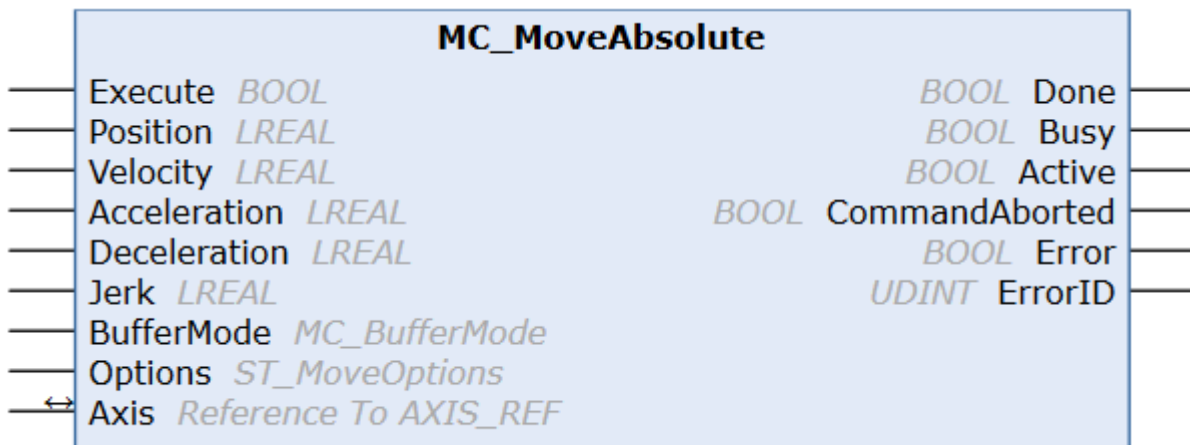 MC_MoveAbsolute
Execute BOOL BOOL Done
Position LREAL BOOL Busy
Velocity LREAL BOOL Active
Acceleration LREAL BOOL CommandAborted
Deceleration LREAL BOOL Error
Jerk LREAL UDINT ErrorID
BufferMode MC_BufferMode
Options ST_MoveOptions
↔ Axis Reference To AXIS_REF